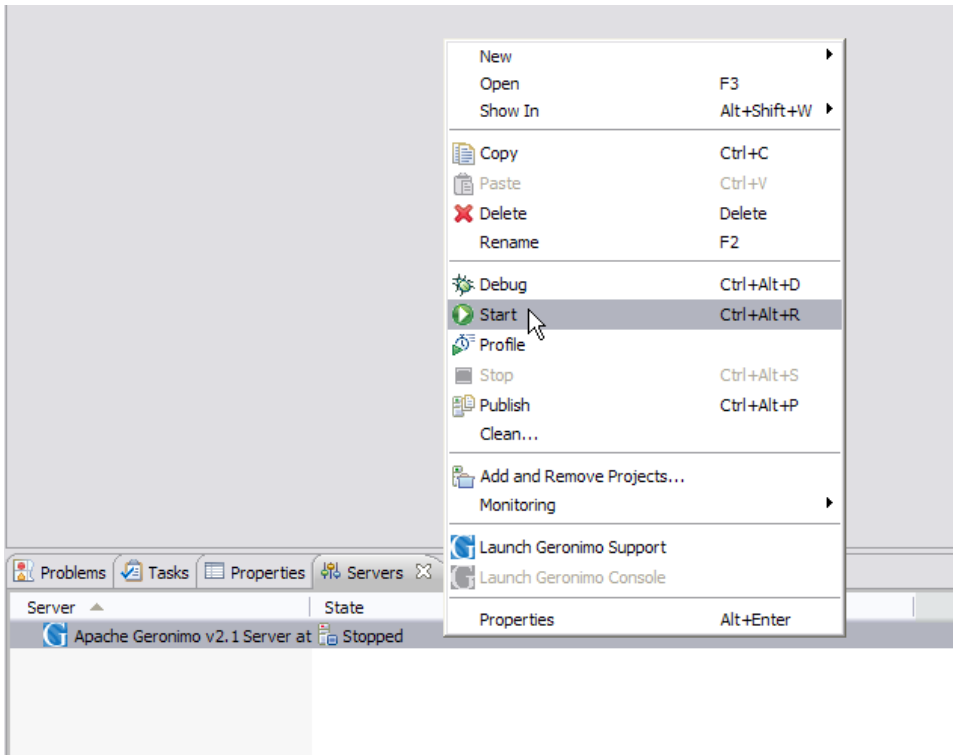 New
Open F3
Show In Alt+Shift+W
Copy Ctrl+C
Paste Ctrl+V
Delete Delete
Rename F2
Debug Ctrl+Alt+D
Start Ctrl+Alt+R
Profile
Stop Ctrl+Alt+S
Publish Ctrl+Alt+P
Clean...
Add and Remove Projects...
Monitoring
Launch Geronimo Support
Launch Geronimo Console
Properties Alt+Enter
Problems Tasks Properties Servers
Server State
Apache Geronimo v2.1 Server at Stopped